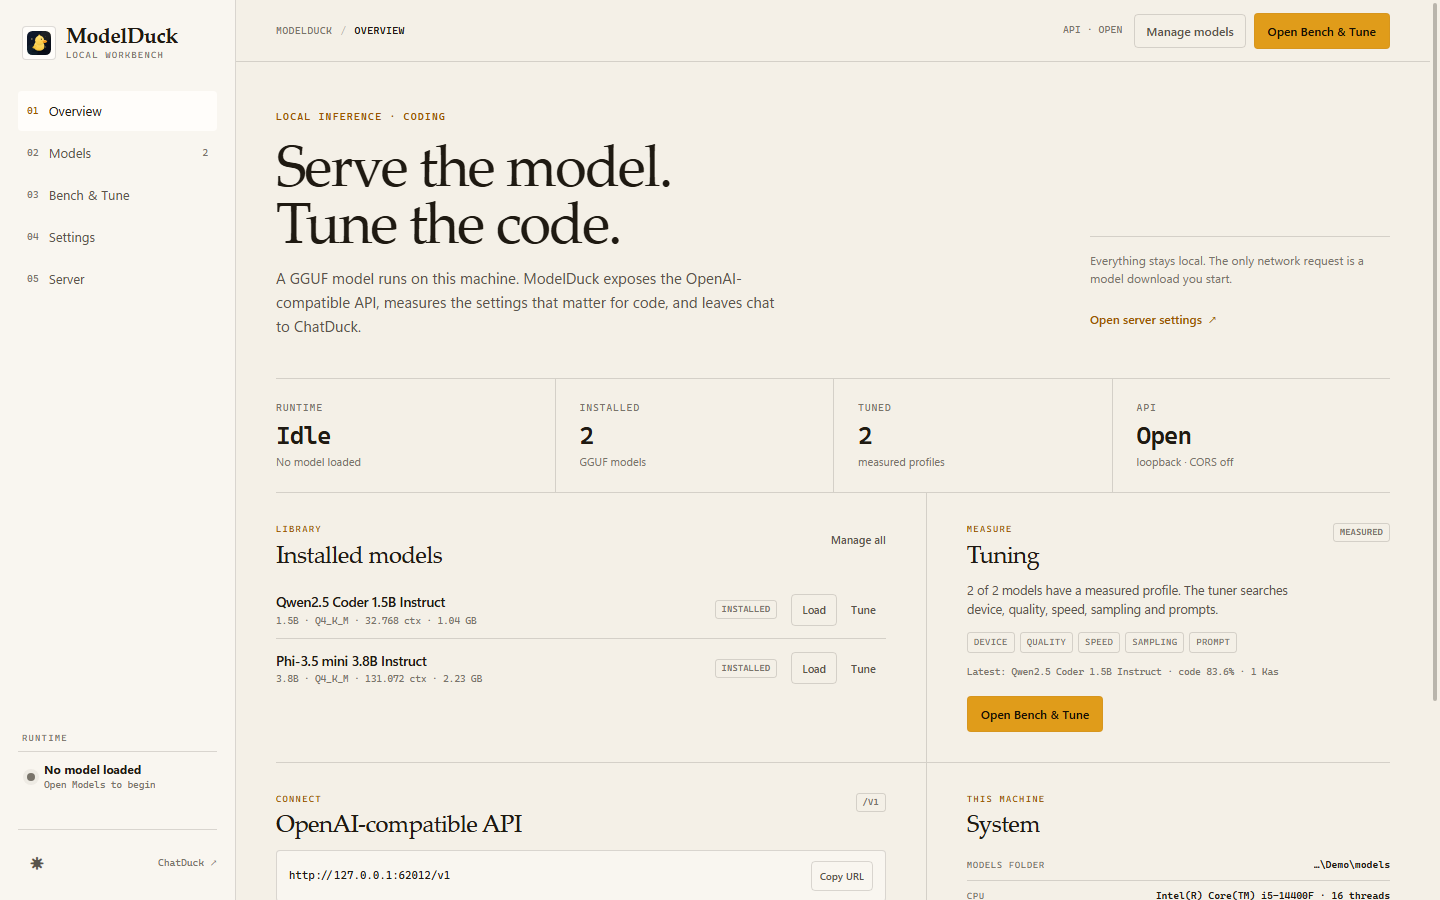 ModelDuck
LOCAL WORKBENCH
01 Overview
02 Models 2
03 Bench & Tune
04 Settings
05 Server
RUNTIME
No model loaded
Open Models to begin
ChatDuck ↗
MODELDUCK / OVERVIEW
API · OPEN
Manage models
Open Bench & Tune
LOCAL INFERENCE · CODING
Serve the model.
Tune the code.
A GGUF model runs on this machine. ModelDuck exposes the OpenAI-
compatible API, measures the settings that matter for code, and leaves chat
to ChatDuck.
Everything stays local. The only network request is a
model download you start.
Open server settings ↗
RUNTIME
Idle
No model loaded
INSTALLED
2
GGUF models
TUNED
2
measured profiles
API
Open
loopback · CORS off
LIBRARY
Installed models
Manage all
Qwen2.5 Coder 1.5B Instruct
1.5B · Q4_K_M · 32.768 ctx · 1.04 GB
INSTALLED
Load
Tune
Phi-3.5 mini 3.8B Instruct
3.8B · Q4_K_M · 131.072 ctx · 2.23 GB
INSTALLED
Load
Tune
MEASURE
Tuning
MEASURED
2 of 2 models have a measured profile. The tuner searches
device, quality, speed, sampling and prompts.
DEVICE QUALITY SPEED SAMPLING PROMPT
Latest: Qwen2.5 Coder 1.5B Instruct · code 83.6% · 1 Kas
Open Bench & Tune
CONNECT
OpenAI-compatible API
/V1
http://127.0.0.1:62012/v1
Copy URL
THIS MACHINE
System
MODELS FOLDER …\Demo\models
CPU Intel(R) Core(TM) i5-14400F · 16 threads